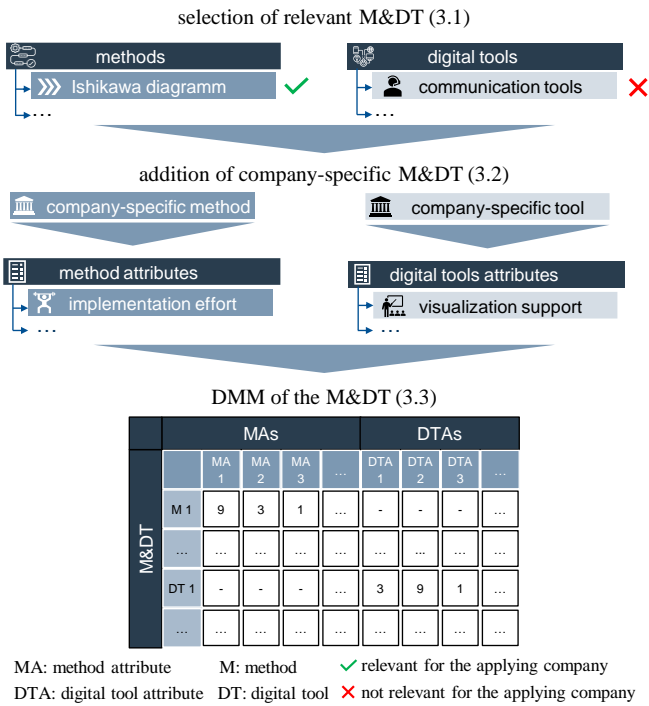 selection of relevant M&DT (3.1)
methods digital tools
Ishikawa diagramm communication tools
... ...
addition of company-specific M&DT (3.2)
company-specific method company-specific tool
method attributes digital tools attributes
implementation effort visualization support
... ...
DMM of the M&DT (3.3)
MAs DTAs
MA 1 MA 2 MA 3 ... DTA 1 DTA 2 DTA 3 ...
M&DT
M 1 9 3 1 ... - - - ...
... ... ... ... ... ... ... ... ...
DT 1 - - - ... 3 9 1 ...
... ... ... ... ... ... ... ... ...
MA: method attribute M: method relevant for the applying company
DTA: digital tool attribute DT: digital tool not relevant for the applying company